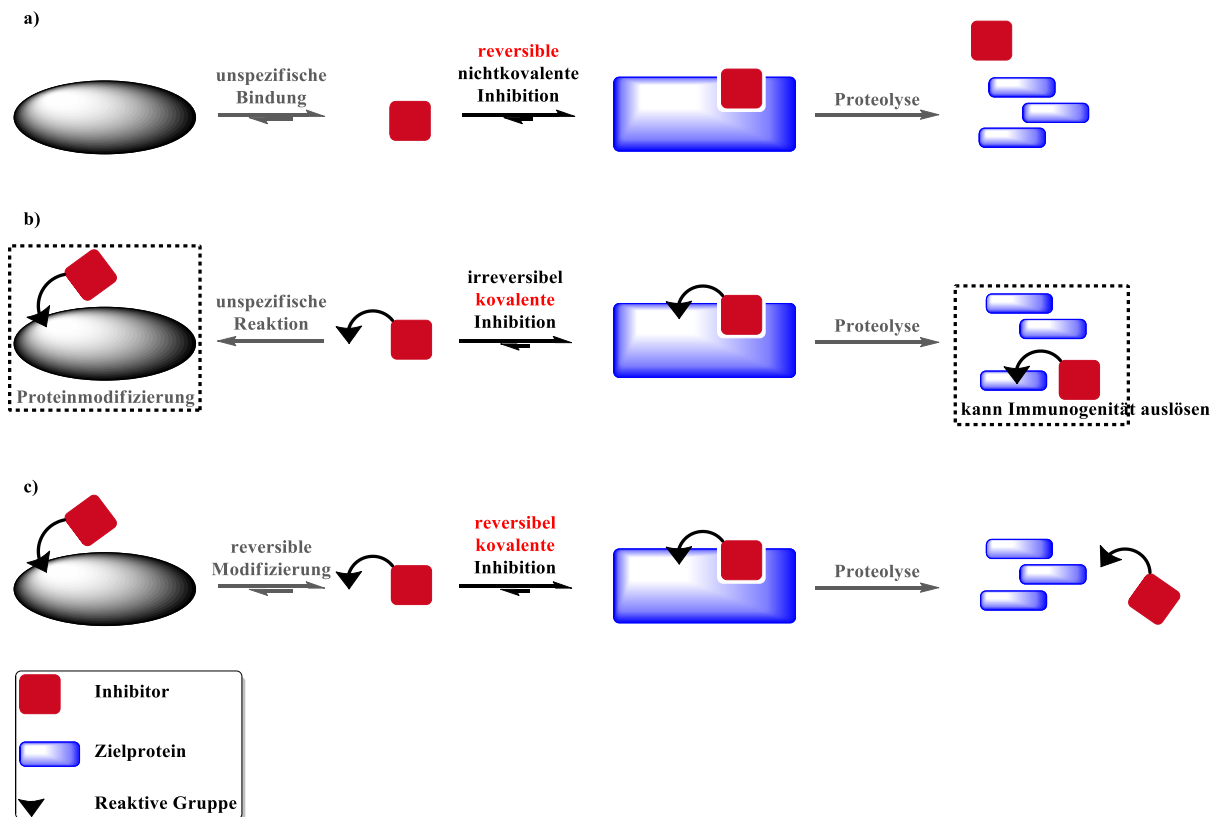 a)
unspezifische
Bindung
reversible
nichtkovalente
Inhibition
Proteolyse
b)
Proteinmodifizierung
unspezifische
Reaktion
irreversibel
kovalente
Inhibition
Proteolyse
kann Immunogenität auslösen
c)
reversible
Modifizierung
reversibel
kovalente
Inhibition
Proteolyse
Inhibitor
Zielprotein
Reaktive Gruppe